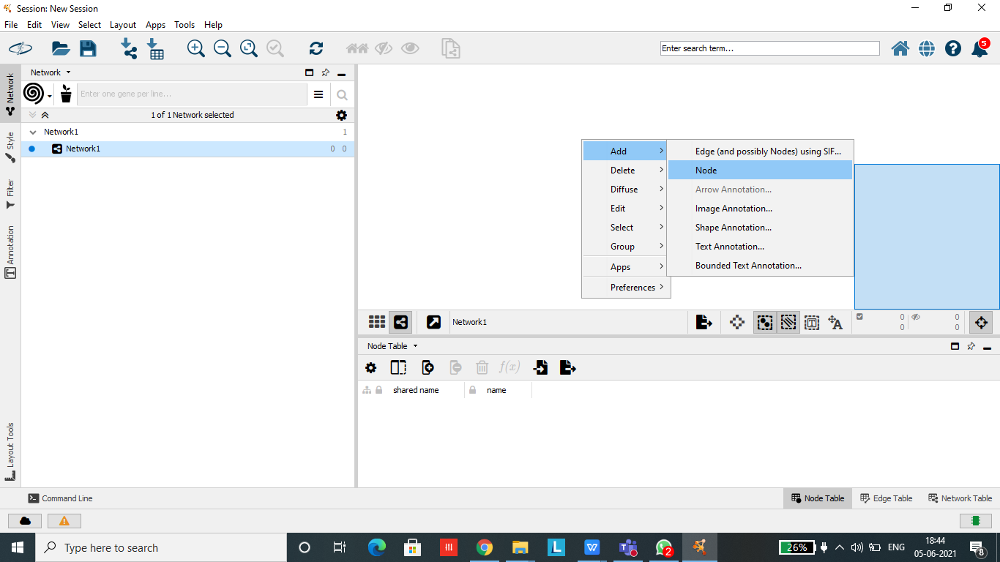 Session: New Session
File Edit View Select Layout Apps Tools Help
Enter search term...
5
Network
Enter one gene per line...
1 of 1 Network selected
Network1 1
Network1 0 0
Network
Style
Filter
Annotation
Layout Tools
Add
Delete
Diffuse
Edit
Select
Group
Apps
Preferences
Edge (and possibly Nodes) using SIF...
Node
Arrow Annotation...
Image Annotation...
Shape Annotation...
Text Annotation...
Bounded Text Annotation...
Network1
T
A
0 0
0 0
Node Table
f(x)
shared name name
Command Line
Node Table Edge Table Network Table
Type here to search
L
W
T
2
26%
ENG
18:44
05-06-2021
8